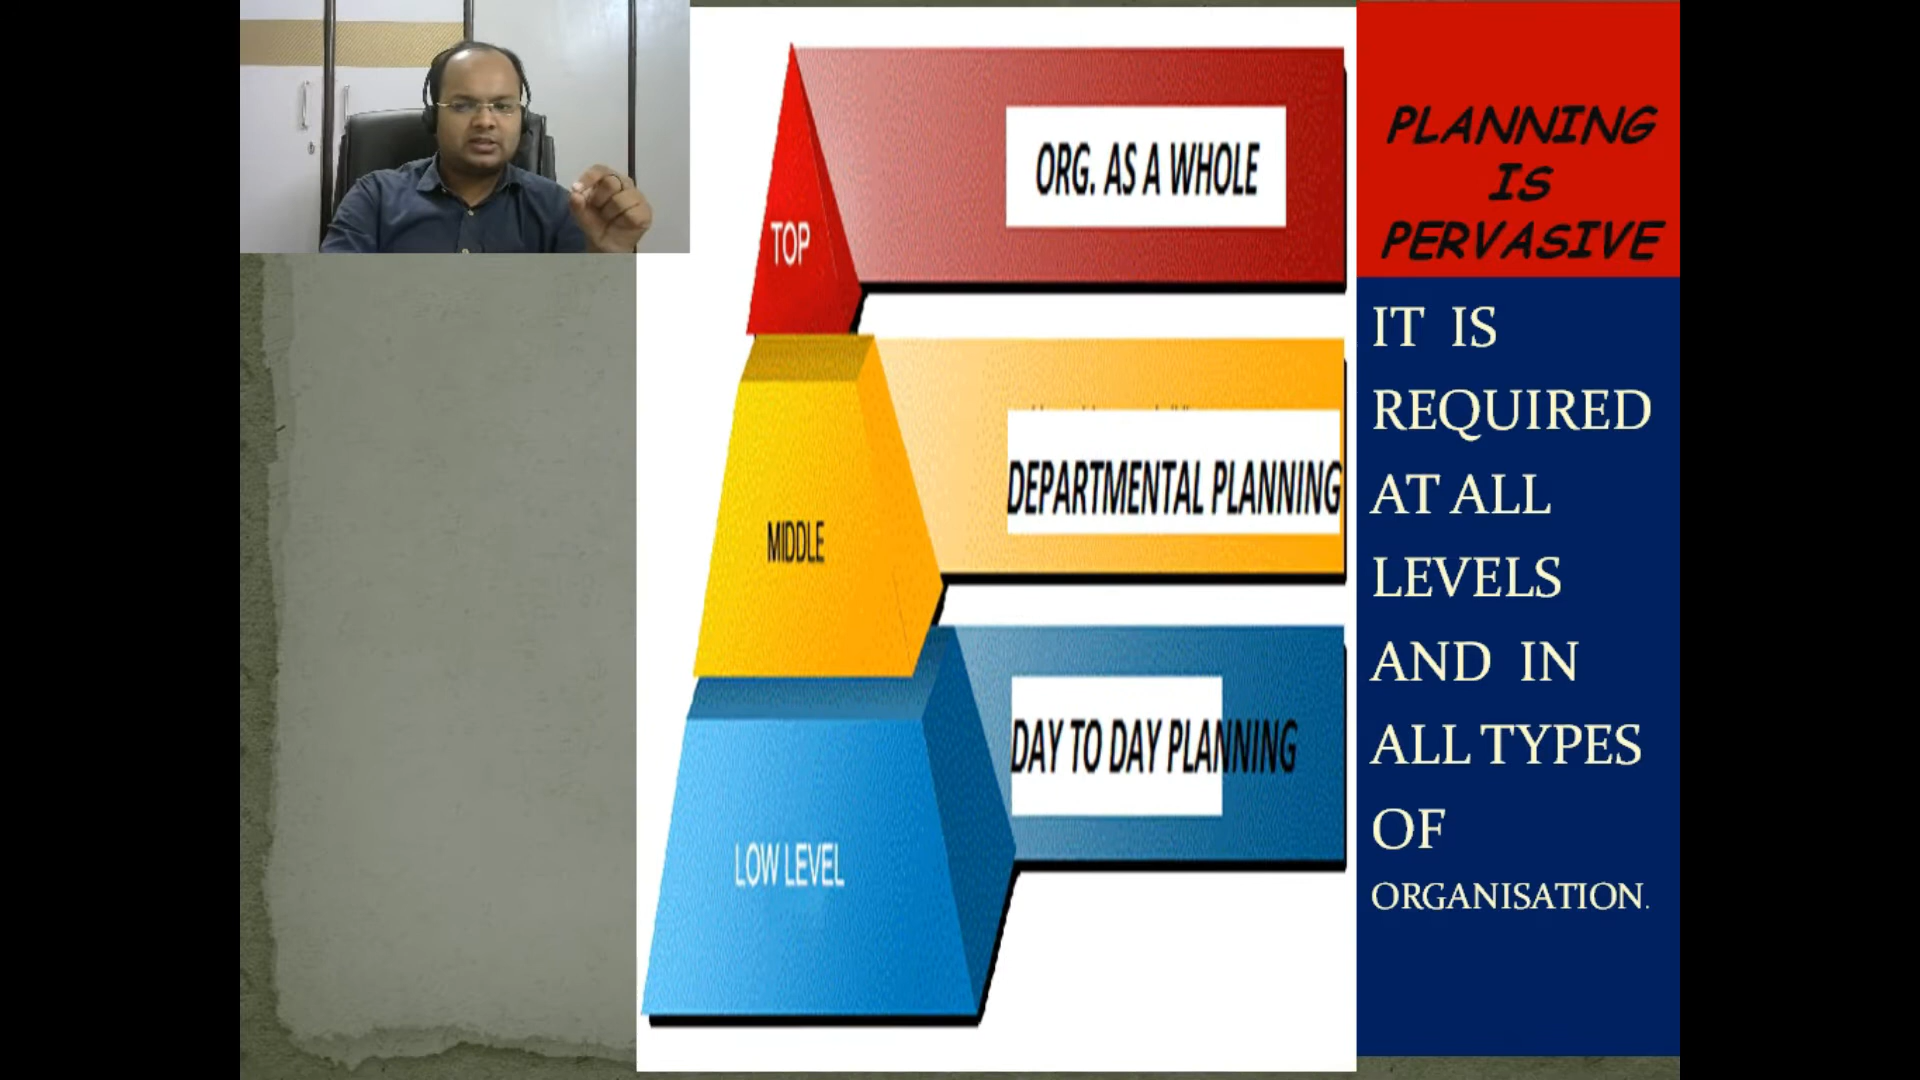 PLANNING
IS
PERVASIVE
IT IS
REQUIRED
AT ALL
LEVELS
AND IN
ALL TYPES
OF
ORGANISATION.
TOP
ORG. AS A WHOLE
MIDDLE
DEPARTMENTAL PLANNING
LOW LEVEL
DAY TO DAY PLANNING